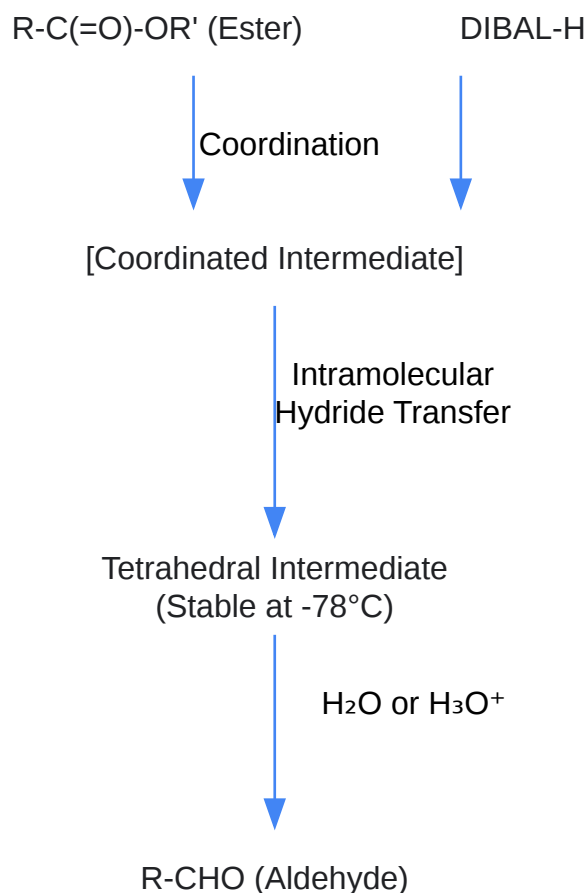 R-C(=O)-OR' (Ester) DIBAL-H
Coordination
[Coordinated Intermediate]
Intramolecular
Hydride Transfer
Tetrahedral Intermediate
(Stable at -78°C)
H₂O or H₃O⁺
R-CHO (Aldehyde)